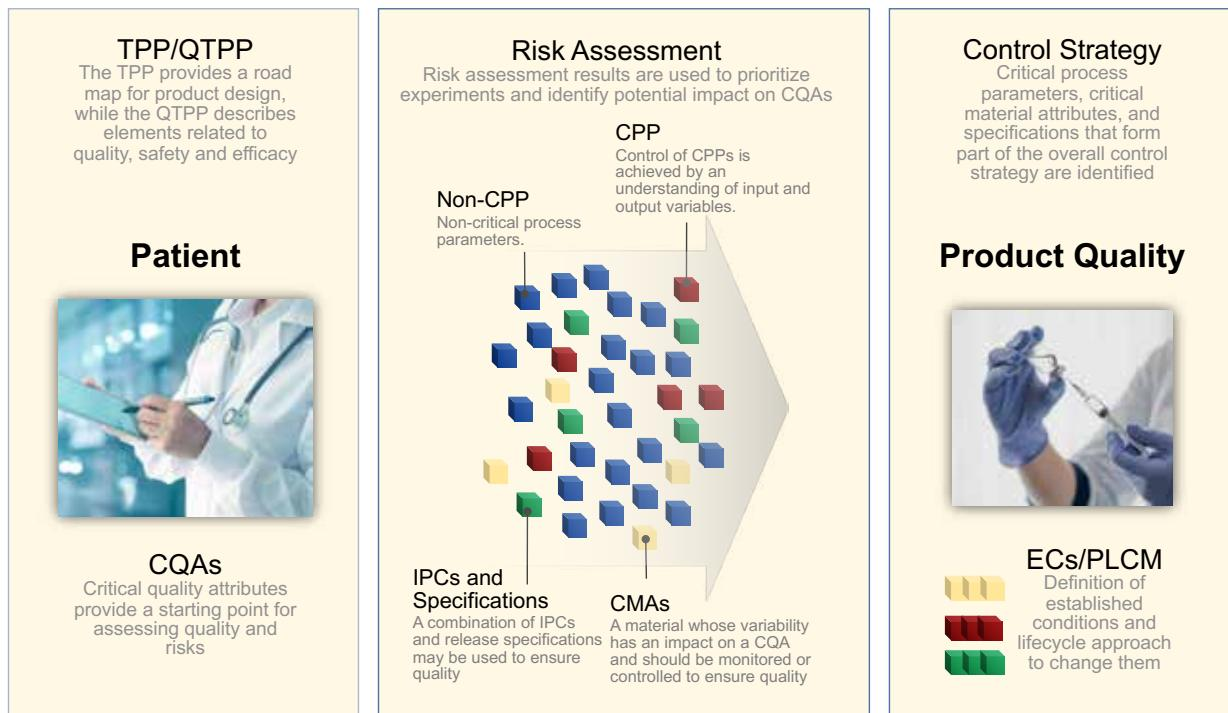 TPP/QTPP
The TPP provides a road
map for product design,
while the QTPP describes
elements related to
quality, safety and efficacy
Patient
CQAs
Critical quality attributes
provide a starting point for
assessing quality and
risks
Risk Assessment
Risk assessment results are used to prioritize
experiments and identify potential impact on CQAs
CPP
Control of CPPs is
achieved by an
understanding of input and
output variables.
Non-CPP
Non-critical process
parameters.
IPCs and
Specifications
A combination of IPCs
and release specifications
may be used to ensure
quality
CMAs
A material whose variability
has an impact on a CQA
and should be monitored or
controlled to ensure quality
Control Strategy
Critical process
parameters, critical
material attributes, and
specifications that form
part of the overall control
strategy are identified
Product Quality
ECs/PLCM
Definition of
established
conditions and
lifecycle approach
to change them